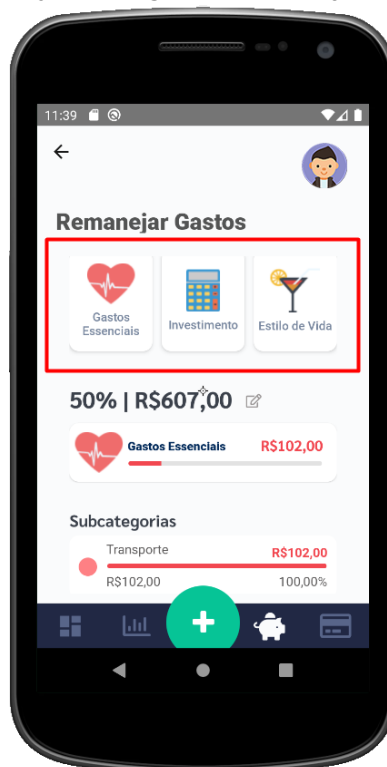 11:39
Remanejar Gastos
Gastos
Essenciais
Investimento
Estilo de Vida
50% | R$607,00
Gastos Essenciais R$102,00
Subcategorias
Transporte R$102,00
R$102,00 100,00%